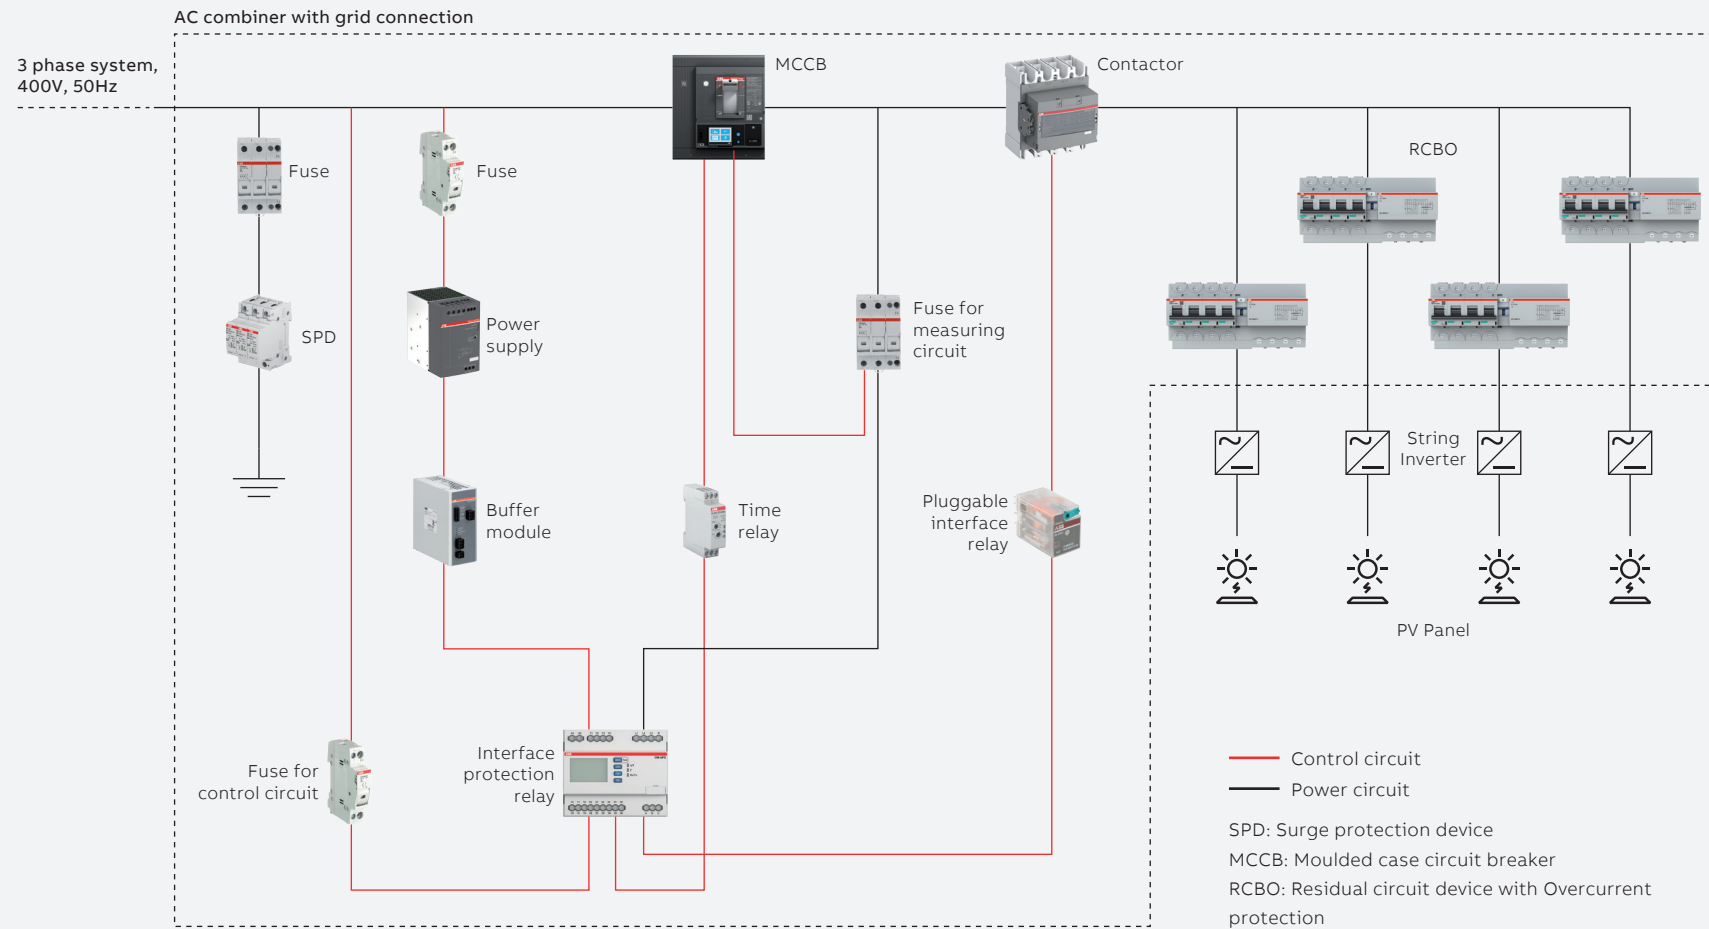 AC combiner with grid connection
3 phase system,
400V, 50Hz
MCCB
Contactor
RCBO
Fuse
Fuse
SPD
Power
supply
Fuse for
measuring
circuit
String
Inverter
Buffer
module
Time
relay
Pluggable
interface
relay
PV Panel
Interface
protection
relay
Fuse for
control circuit
Control circuit
Power circuit
SPD: Surge protection device
MCCB: Moulded case circuit breaker
RCBO: Residual circuit device with Overcurrent
protection